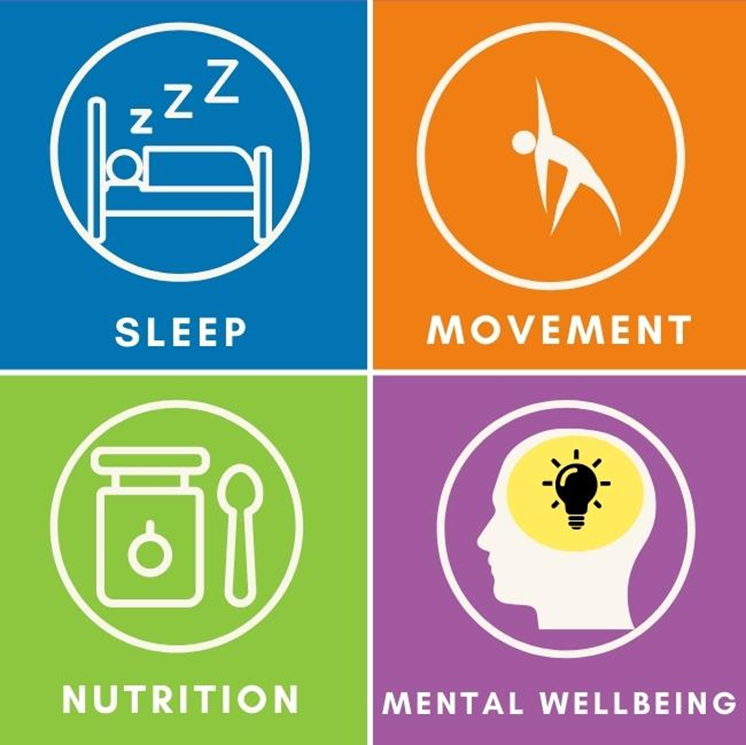 z z z
SLEEP
MOVEMENT
NUTRITION
MENTAL WELLBEING